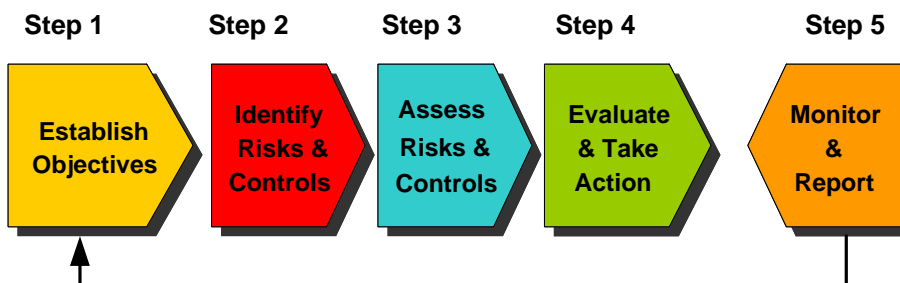 Step 1
Step 2
Step 3
Step 4
Step 5
Establish
Objectives
Identify
Risks &
Controls
Assess
Risks &
Controls
Evaluate
& Take
Action
Monitor
&
Report